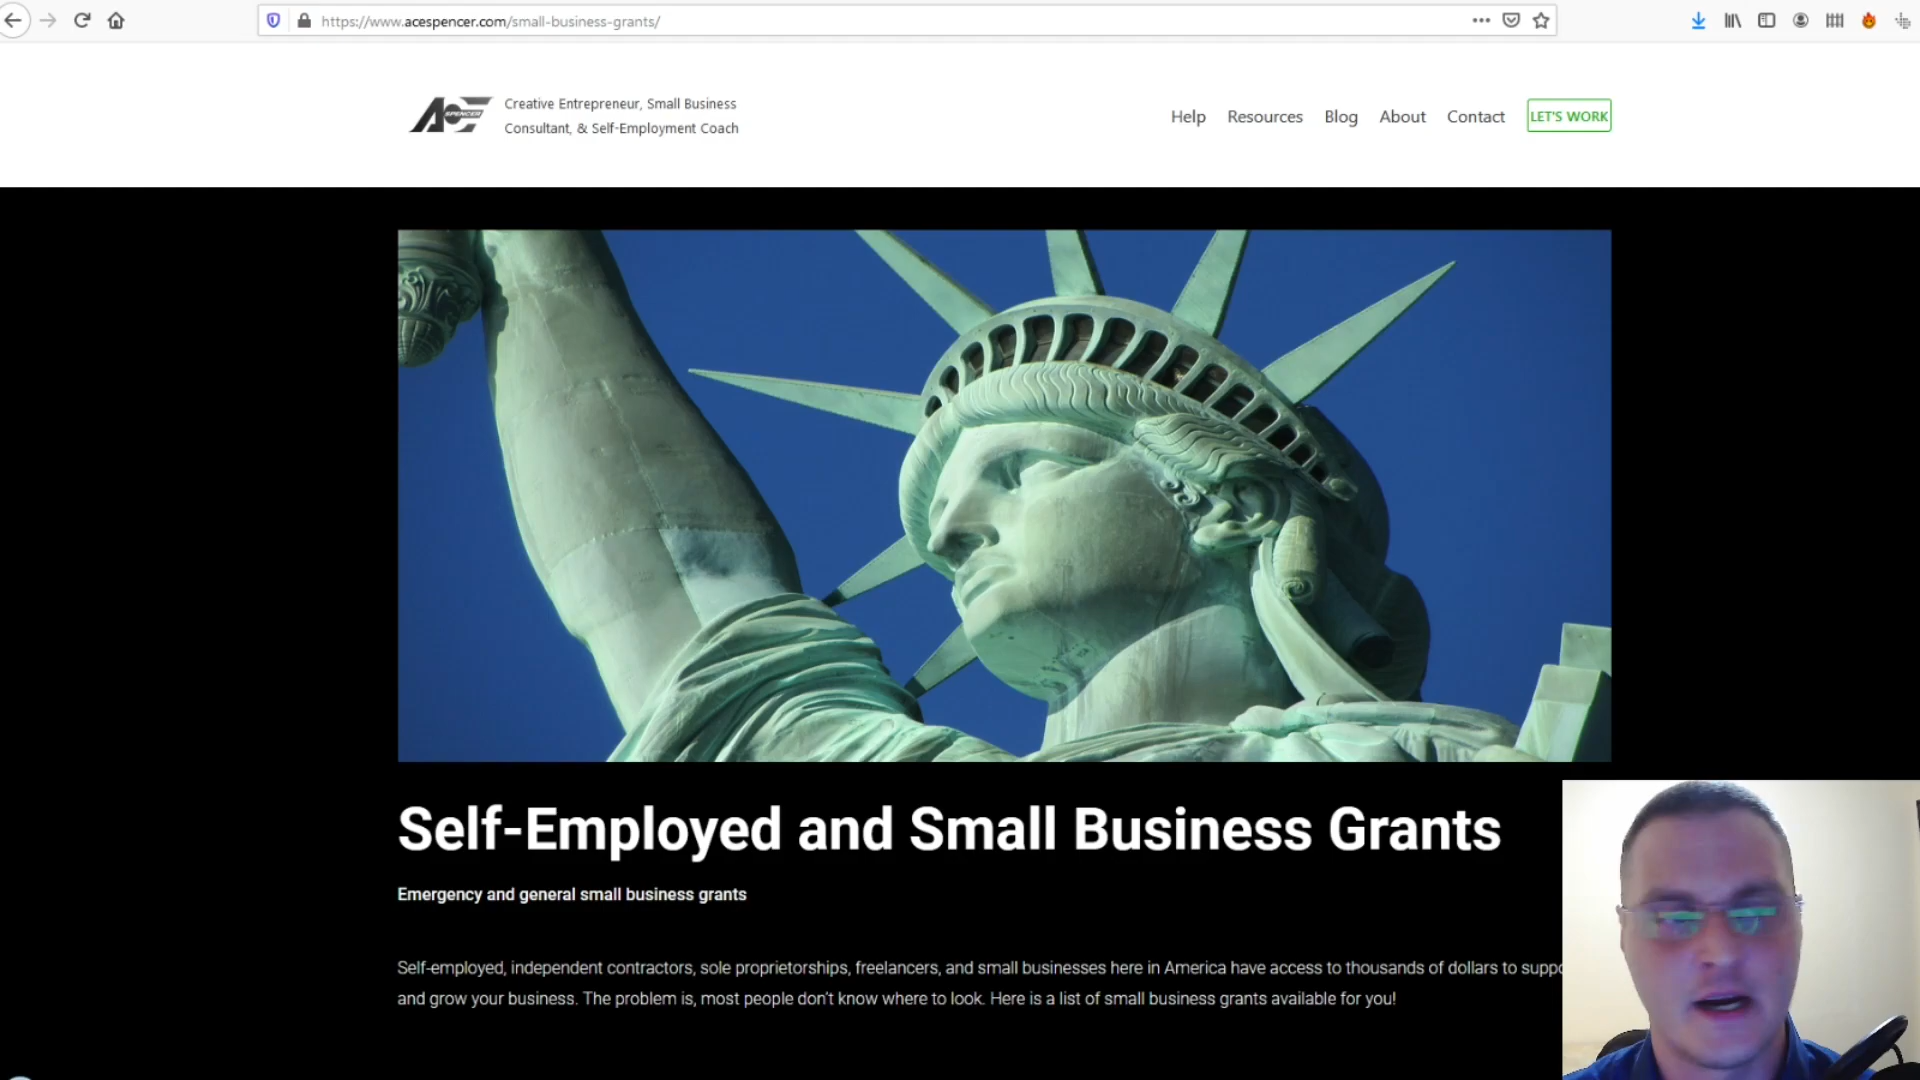 https://www.acespencer.com/small-business-grants/
SPENCER
Creative Entrepreneur, Small Business
Consultant, & Self-Employment Coach
Help Resources Blog About Contact LET'S WORK
Self-Employed and Small Business Grants
Emergency and general small business grants
Self-employed, independent contractors, sole proprietorships, freelancers, and small businesses here in America have access to thousands of dollars to suppo
and grow your business. The problem is, most people don't know where to look. Here is a list of small business grants available for you!